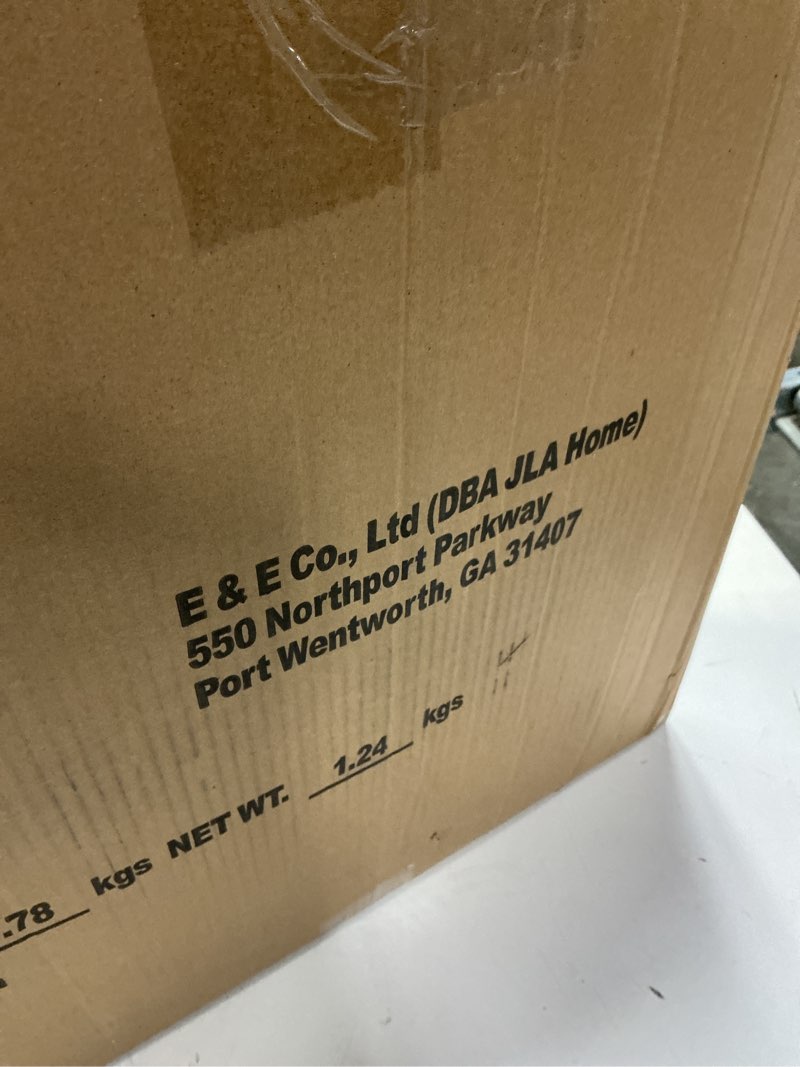 E & E Co., Ltd (DBA JLA Home)
550 Northport Parkway
Port Wentworth, GA 31407
.78 kgs NET WT. 1.24 kgs